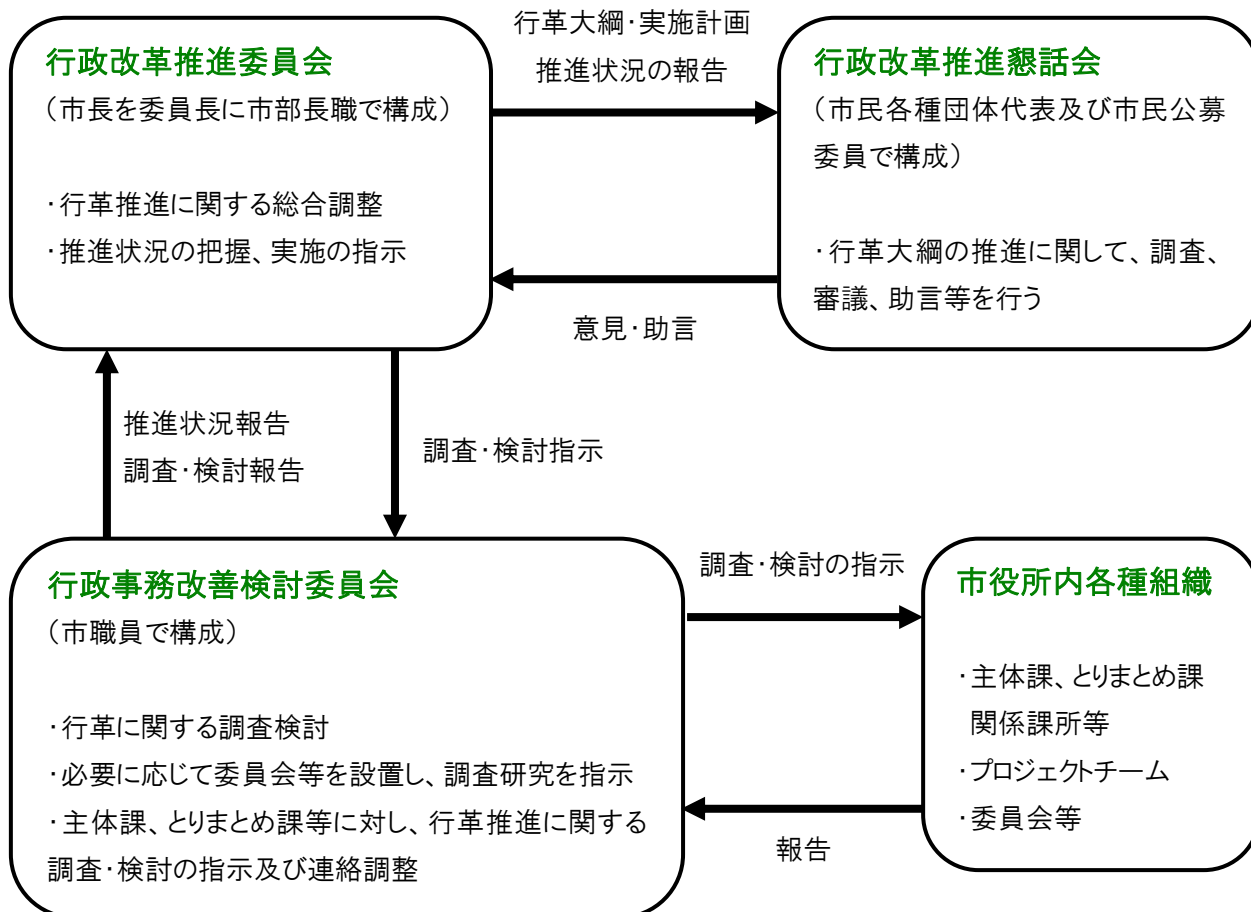 行政改革推進委員会
（市長を委員長に市部長職で構成）
・行革推進に関する総合調整
・推進状況の把握、実施の指示
行革大綱・実施計画
推進状況の報告
意見・助言
行政改革推進懇話会
（市民各種団体代表及び市民公募
委員で構成）
・行革大綱の推進に関して、調査、
審議、助言等を行う
推進状況報告
調査・検討報告
調査・検討指示
行政事務改善検討委員会
（市職員で構成）
・行革に関する調査検討
・必要に応じて委員会等を設置し、調査研究を指示
・主体課、とりまとめ課等に対し、行革推進に関する
調査・検討の指示及び連絡調整
調査・検討の指示
報告
市役所内各種組織
・主体課、とりまとめ課
関係課所等
・プロジェクトチーム
・委員会等